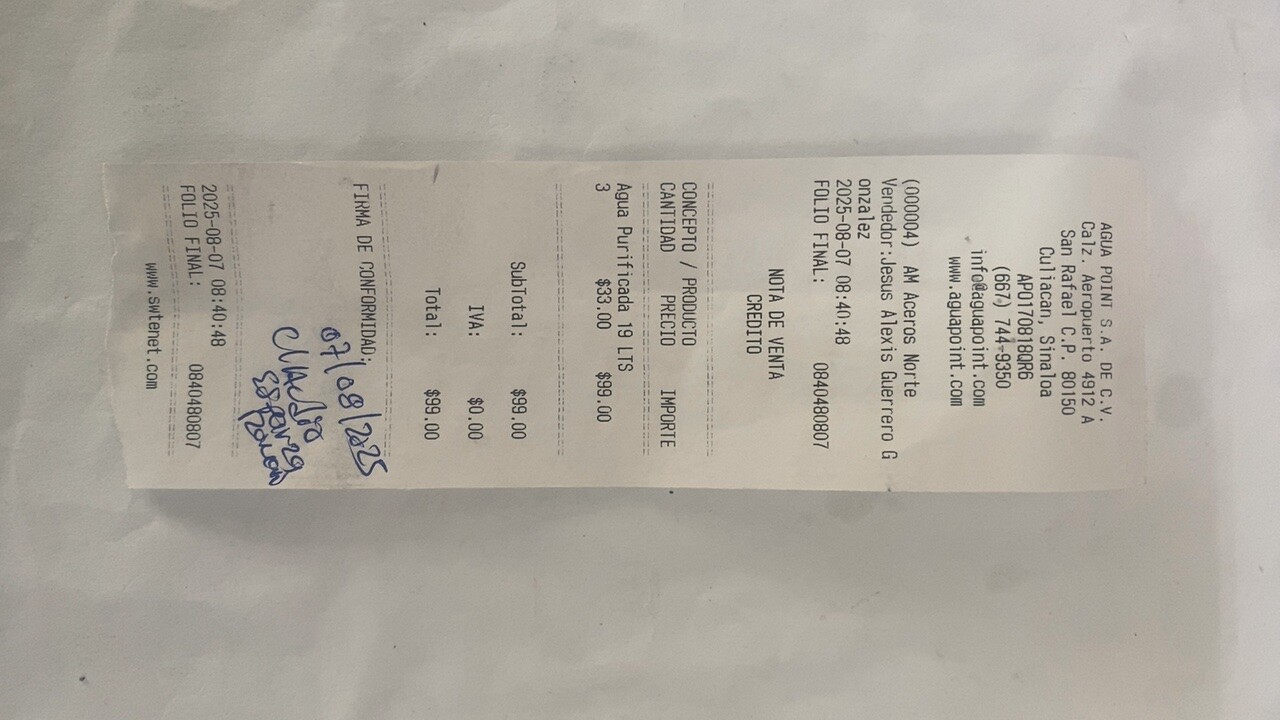 AGUA POINT S.A. DE C.V.
Calz. Aeropuerto 4912 A
San Rafael C.P. 80150
Culiacan, Sinaloa
APO170818QR6
(667) 744-9350
info@aguapoint.com
www.aguapoint.com
(000004) AM Aceros Norte
Vendedor:Jesus Alexis Guerrero G
onzalez
2025-08-07 08:40:48
FOLIO FINAL: 0840480807
NOTA DE VENTA
CREDITO
CONCEPTO / PRODUCTO
CANTIDAD PRECIO IMPORTE
Agua Purificada 19 LTS
3 $33.00 $99.00
SubTotal: $99.00
IVA: $0.00
Total: $99.00
FIRMA DE CONFORMIDAD:
07/08/2025
Claudio
Esparza
2025-08-07 08:40:48
FOLIO FINAL: 0840480807
www.swtenet.com